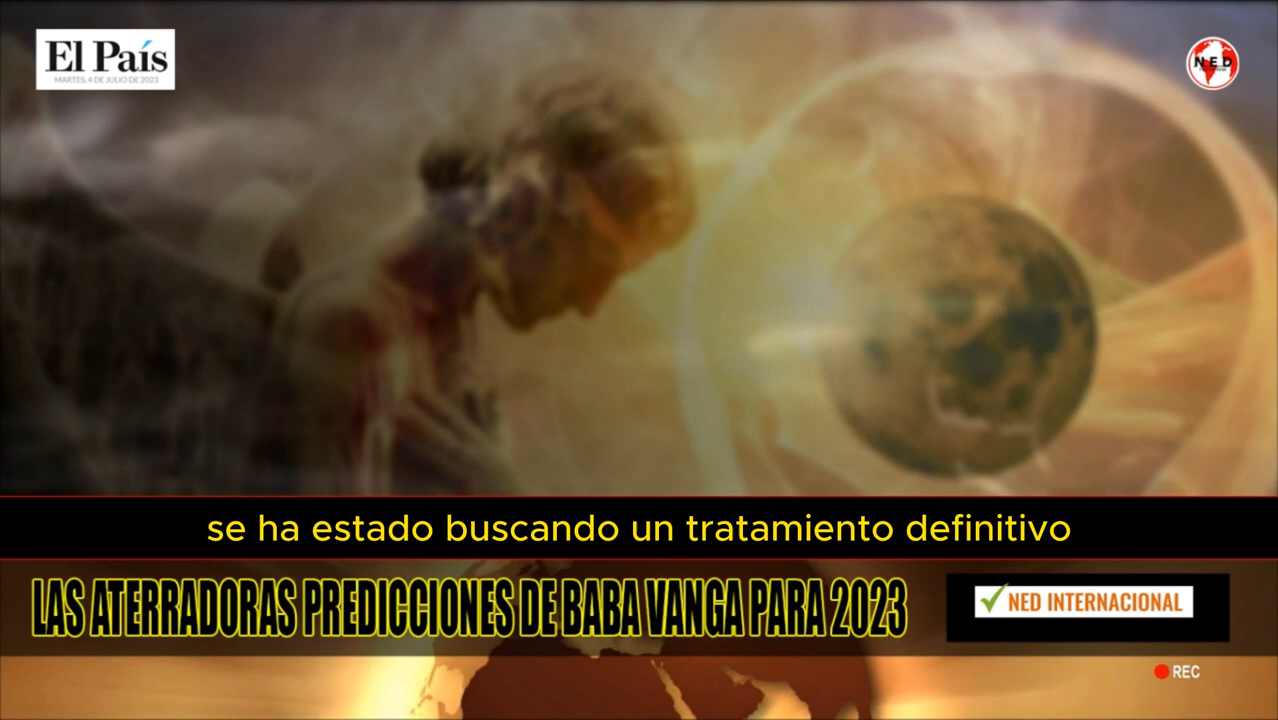 El País
MARTES, 4 DE JULIO DE 2023
NED
se ha estado buscando un tratamiento definitivo
LAS ATERRADORAS PREDICCIONES DE BABA VANGA PARA 2023
NED INTERNACIONAL
REC